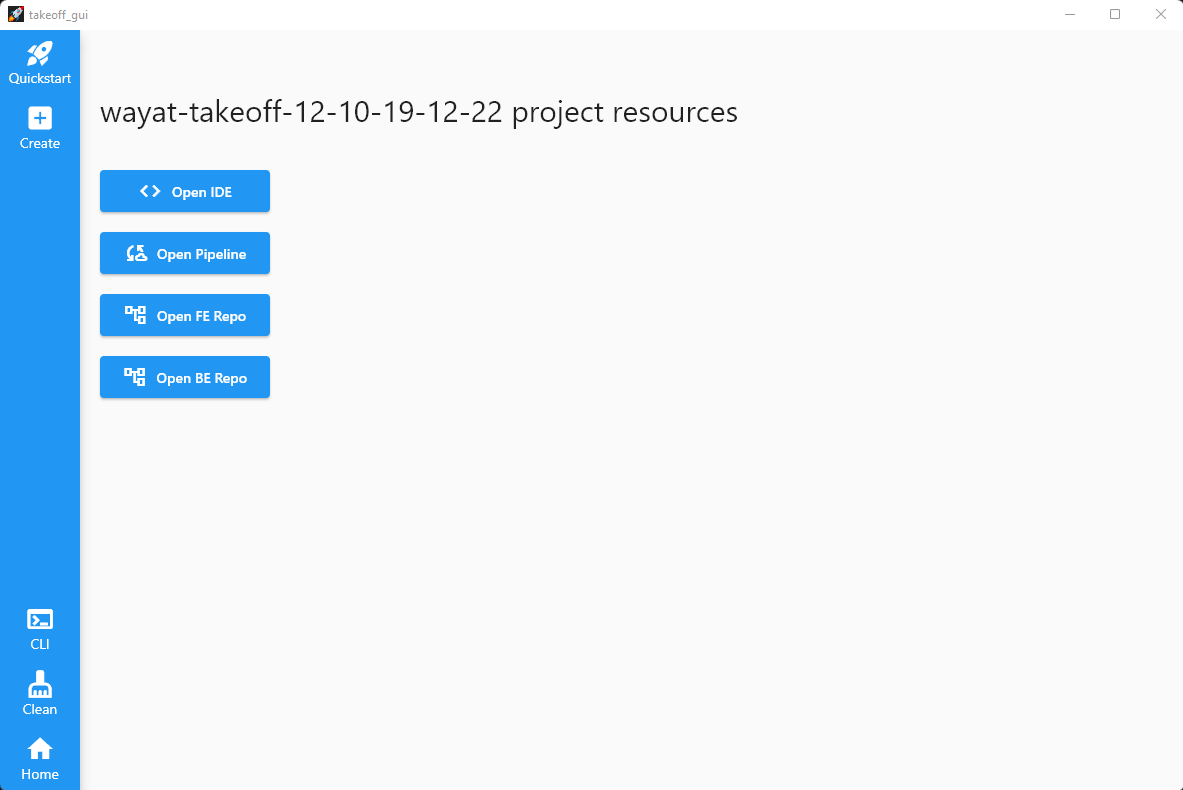 takeoff_gui
Quickstart
Create
wayat-takeoff-12-10-19-12-22 project resources
Open IDE
Open Pipeline
Open FE Repo
Open BE Repo
CLI
Clean
Home